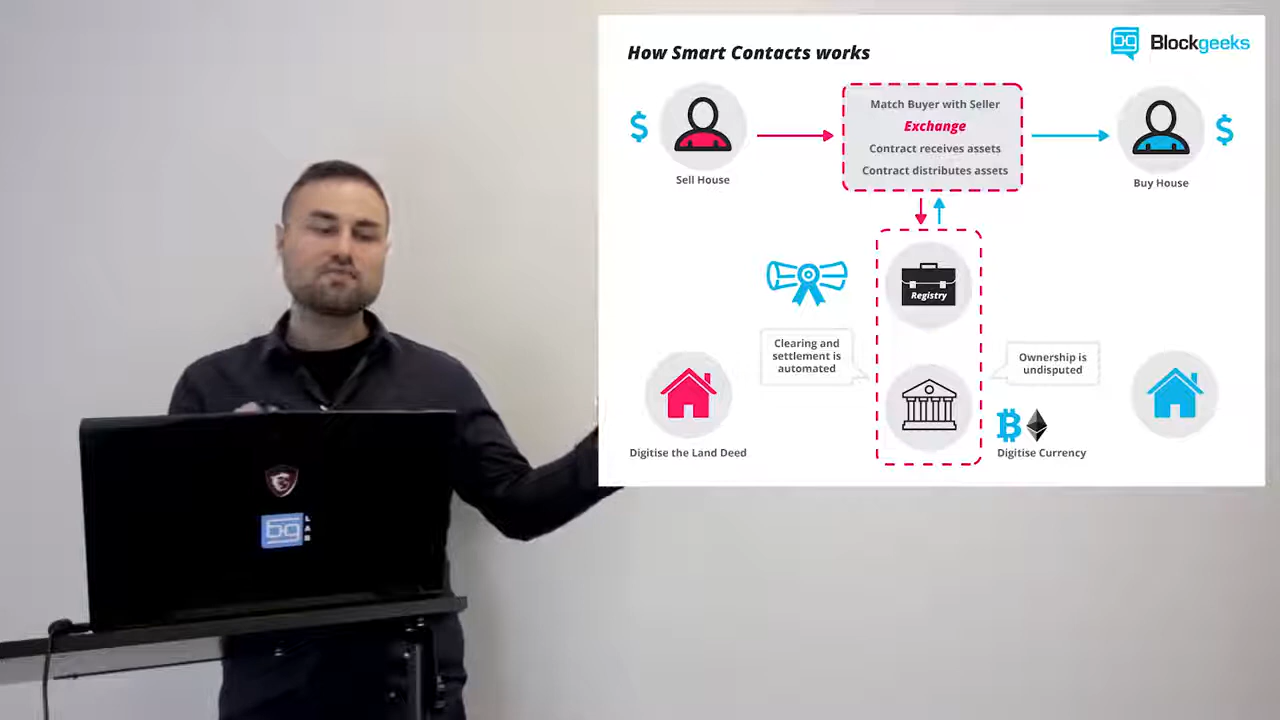 How Smart Contacts works
Blockgeeks
Match Buyer with Seller
Exchange
Contract receives assets
Contract distributes assets
$
$
Sell House
Buy House
Registry
Clearing and
settlement is
automated
Ownership is
undisputed
Digitise the Land Deed
Digitise Currency
bg
LAB